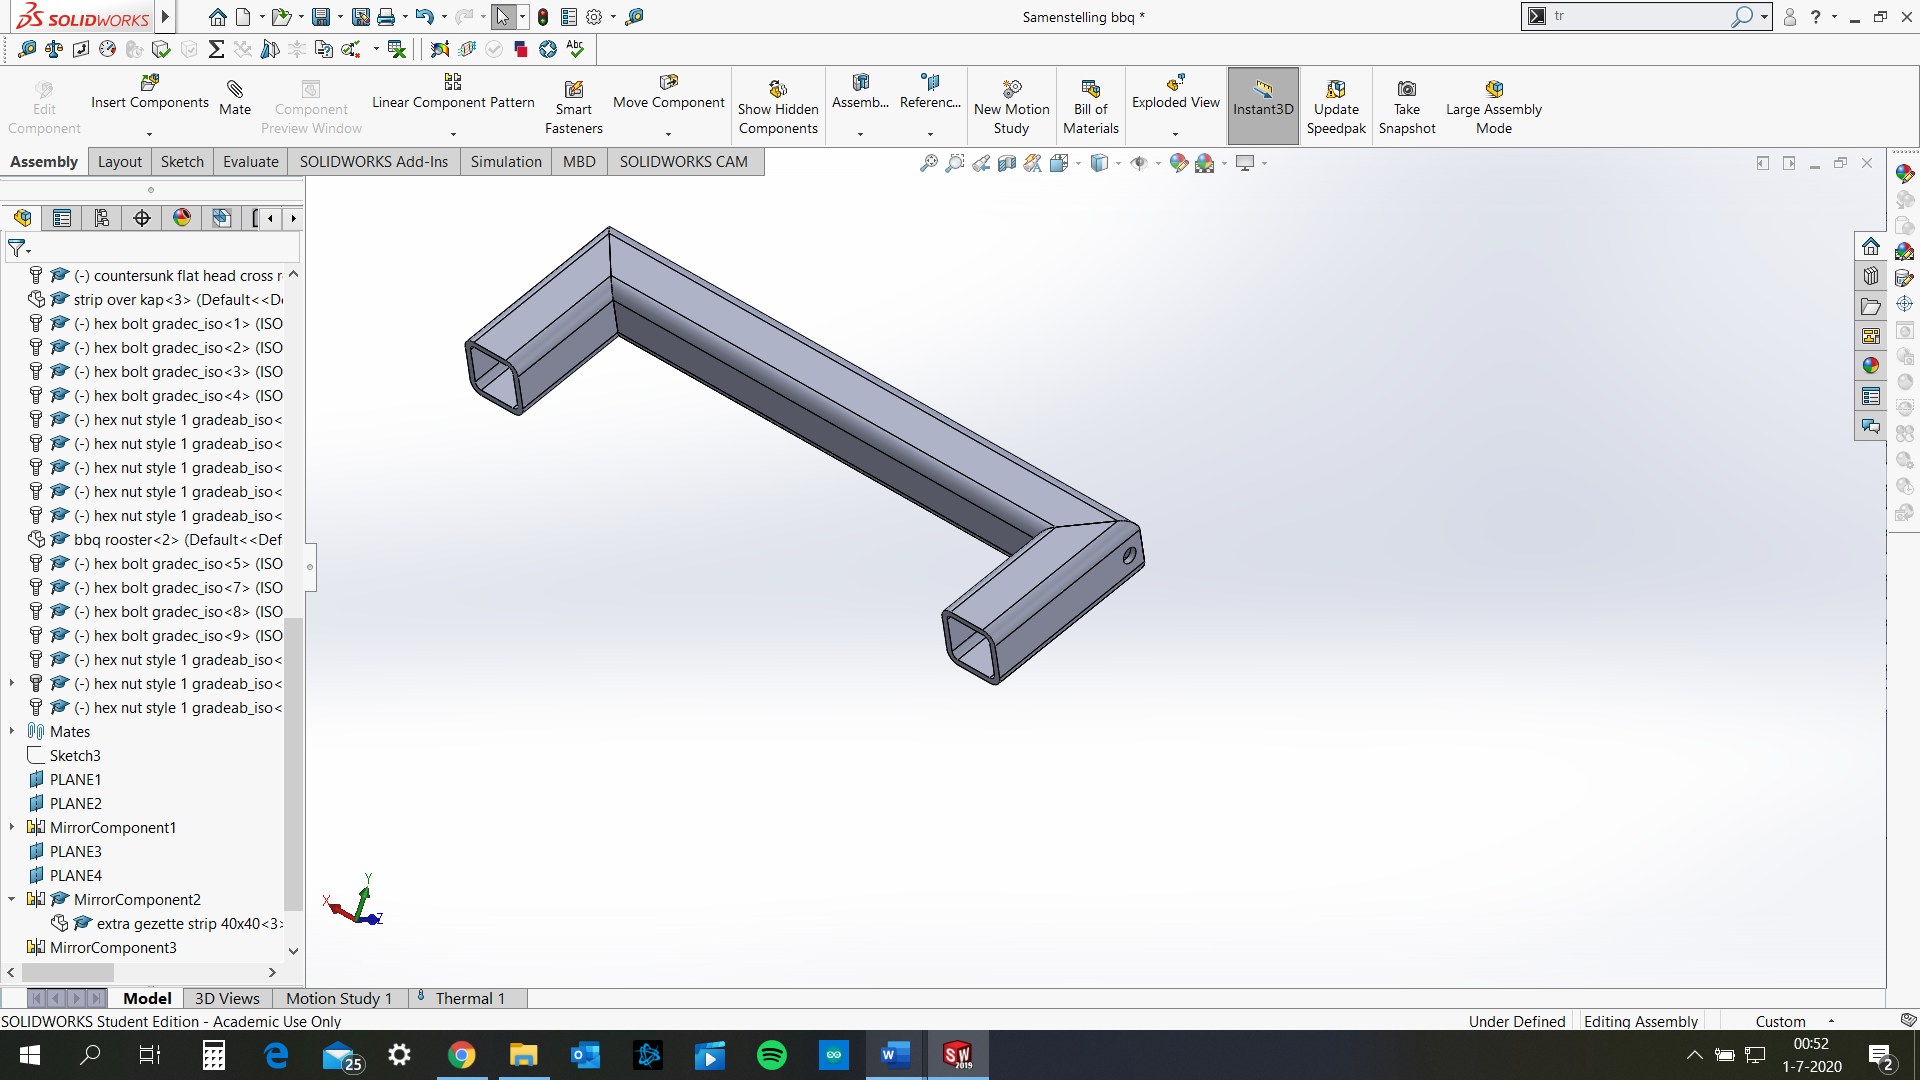 SOLIDWORKS
Samenstelling bbq *
tr
Edit Component
Insert Components
Mate
Component Preview Window
Linear Component Pattern
Smart Fasteners
Move Component
Show Hidden Components
Assemb...
Referenc...
New Motion Study
Bill of Materials
Exploded View
Instant3D
Update Speedpak
Take Snapshot
Large Assembly Mode
Assembly
Layout
Sketch
Evaluate
SOLIDWORKS Add-Ins
Simulation
MBD
SOLIDWORKS CAM
(-) countersunk flat head cross r
strip over kap<3> (Default<<De
(-) hex bolt gradec_iso<1> (ISO
(-) hex bolt gradec_iso<2> (ISO
(-) hex bolt gradec_iso<3> (ISO
(-) hex bolt gradec_iso<4> (ISO
(-) hex nut style 1 gradeab_iso<
(-) hex nut style 1 gradeab_iso<
(-) hex nut style 1 gradeab_iso<
(-) hex nut style 1 gradeab_iso<
(-) hex nut style 1 gradeab_iso<
bbq rooster<2> (Default<<Def
(-) hex bolt gradec_iso<5> (ISO
(-) hex bolt gradec_iso<7> (ISO
(-) hex bolt gradec_iso<8> (ISO
(-) hex bolt gradec_iso<9> (ISO
(-) hex nut style 1 gradeab_iso<
(-) hex nut style 1 gradeab_iso<
(-) hex nut style 1 gradeab_iso<
Mates
Sketch3
PLANE1
PLANE2
MirrorComponent1
PLANE3
PLANE4
MirrorComponent2
extra gezette strip 40x40<3>
MirrorComponent3
Y
X
Z
Model
3D Views
Motion Study 1
Thermal 1
SOLIDWORKS Student Edition - Academic Use Only
Under Defined
Editing Assembly
Custom
25
SW 2019
00:52
1-7-2020
2